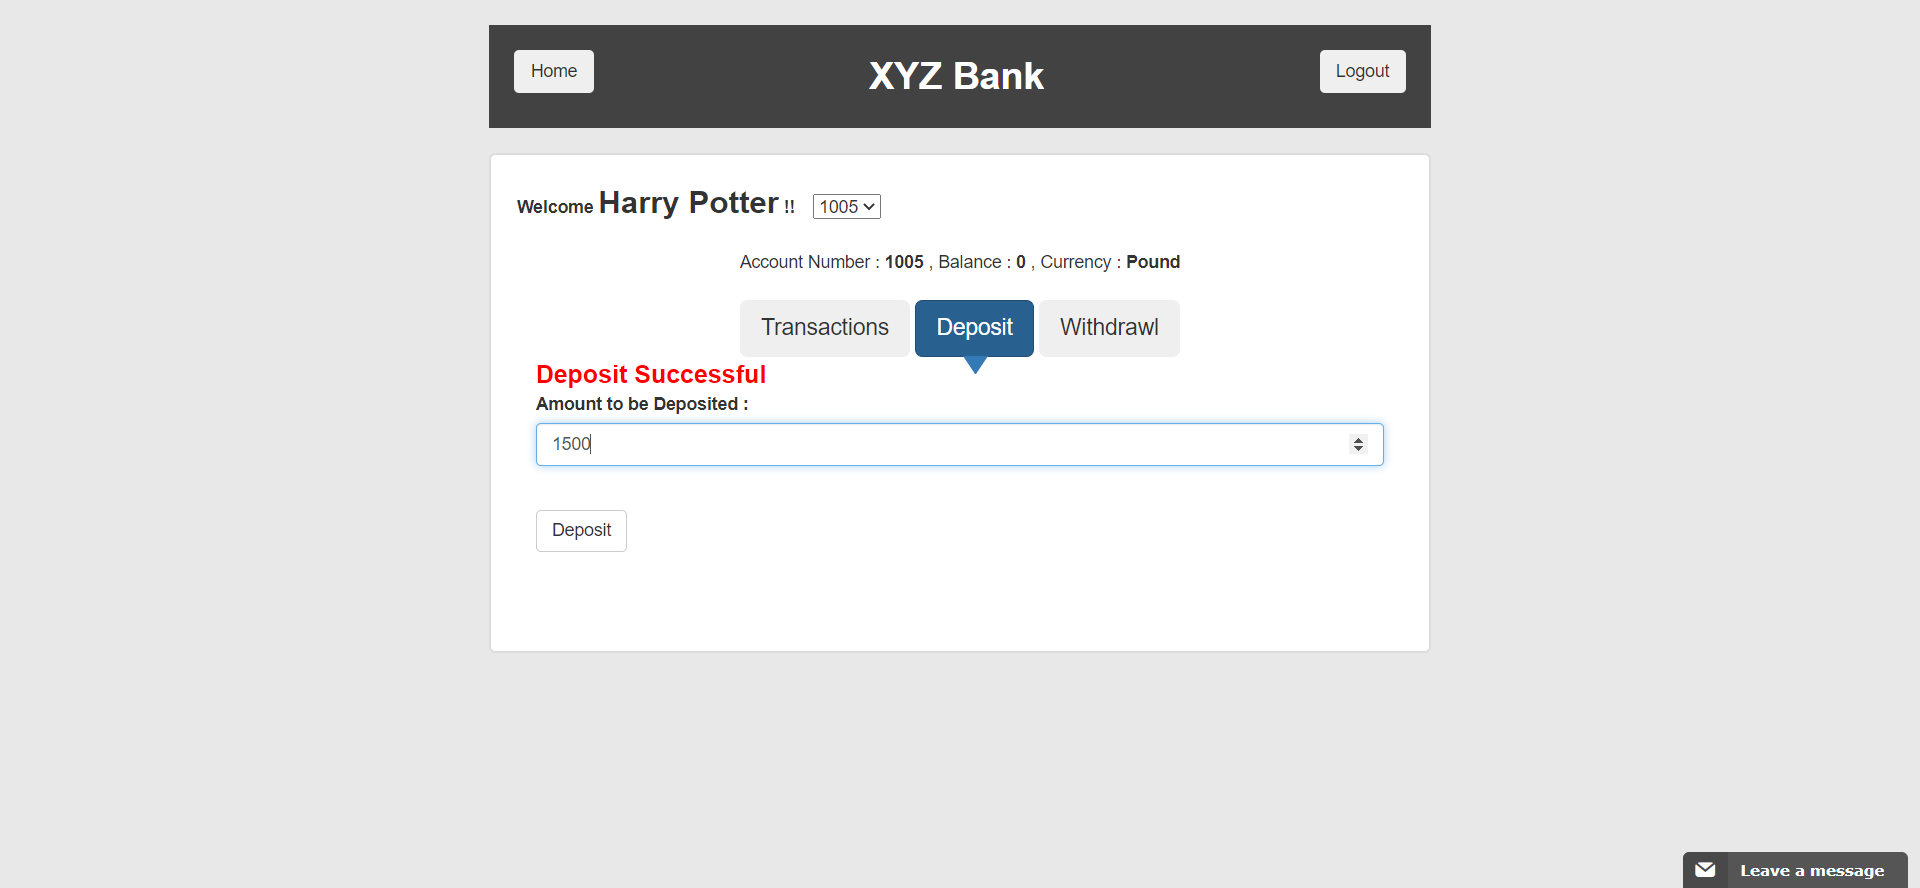 Home
XYZ Bank
Logout
Welcome Harry Potter !! 1005
Account Number : 1005 , Balance : 0 , Currency : Pound
Transactions
Deposit
Withdrawl
Deposit Successful
Amount to be Deposited :
1500
Deposit
Leave a message